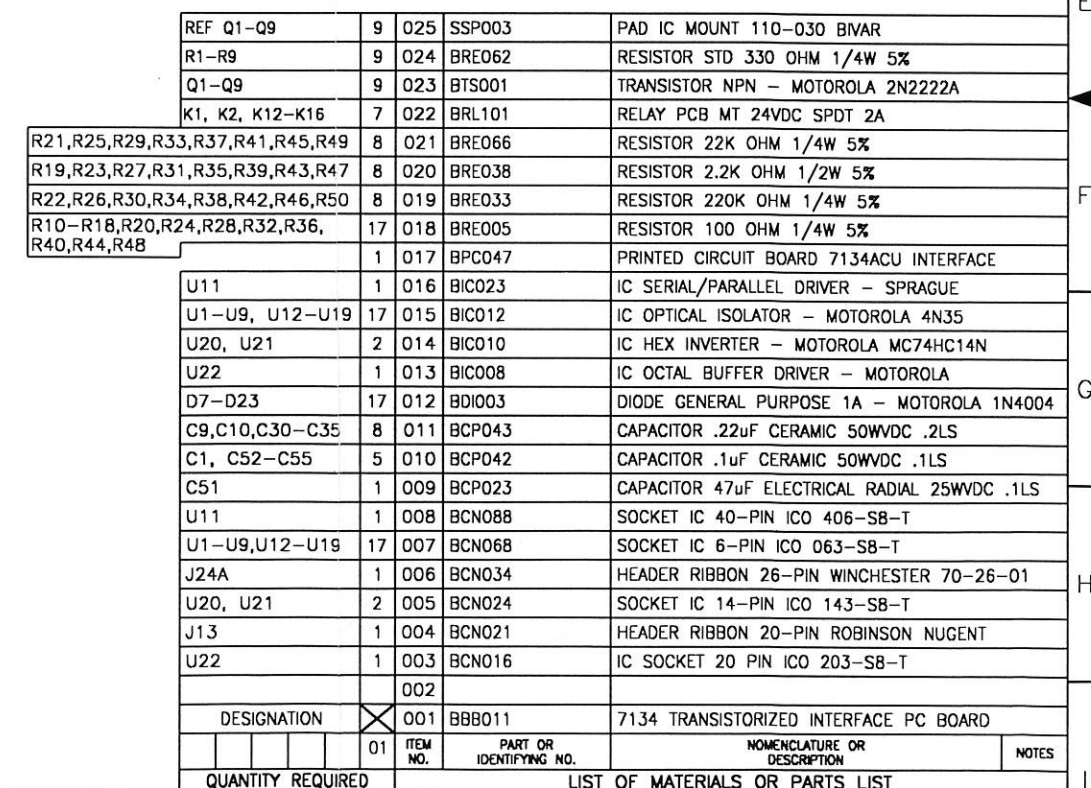 E
REF Q1-Q9 9 025 SSP003 PAD IC MOUNT 110-030 BIVAR
R1-R9 9 024 BRE062 RESISTOR STD 330 OHM 1/4W 5%
Q1-Q9 9 023 BTS001 TRANSISTOR NPN - MOTOROLA 2N2222A
K1, K2, K12-K16 7 022 BRL101 RELAY PCB MT 24VDC SPDT 2A
R21,R25,R29,R33,R37,R41,R45,R49 8 021 BRE066 RESISTOR 22K OHM 1/4W 5%
R19,R23,R27,R31,R35,R39,R43,R47 8 020 BRE038 RESISTOR 2.2K OHM 1/2W 5%
F
R22,R26,R30,R34,R38,R42,R46,R50 8 019 BRE033 RESISTOR 220K OHM 1/4W 5%
R10-R18,R20,R24,R28,R32,R36, 17 018 BRE005 RESISTOR 100 OHM 1/4W 5%
R40,R44,R48
1 017 BPC047 PRINTED CIRCUIT BOARD 7134ACU INTERFACE
U11 1 016 BIC023 IC SERIAL/PARALLEL DRIVER - SPRAGUE
U1-U9, U12-U19 17 015 BIC012 IC OPTICAL ISOLATOR - MOTOROLA 4N35
U20, U21 2 014 BIC010 IC HEX INVERTER - MOTOROLA MC74HC14N
U22 1 013 BIC008 IC OCTAL BUFFER DRIVER - MOTOROLA
G
D7-D23 17 012 BDI003 DIODE GENERAL PURPOSE 1A - MOTOROLA 1N4004
C9,C10,C30-C35 8 011 BCP043 CAPACITOR .22uF CERAMIC 50WVDC .2LS
C1, C52-C55 5 010 BCP042 CAPACITOR .1uF CERAMIC 50WVDC .1LS
C51 1 009 BCP023 CAPACITOR 47uF ELECTRICAL RADIAL 25WVDC .1LS
U11 1 008 BCN088 SOCKET IC 40-PIN ICO 406-S8-T
U1-U9,U12-U19 17 007 BCN068 SOCKET IC 6-PIN ICO 063-S8-T
J24A 1 006 BCN034 HEADER RIBBON 26-PIN WINCHESTER 70-26-01
H
U20, U21 2 005 BCN024 SOCKET IC 14-PIN ICO 143-S8-T
J13 1 004 BCN021 HEADER RIBBON 20-PIN ROBINSON NUGENT
U22 1 003 BCN016 IC SOCKET 20 PIN ICO 203-S8-T
002
DESIGNATION 001 BBB011 7134 TRANSISTORIZED INTERFACE PC BOARD
01 ITEM NO. PART OR IDENTIFYING NO. NOMENCLATURE OR DESCRIPTION NOTES
QUANTITY REQUIRED LIST OF MATERIALS OR PARTS LIST